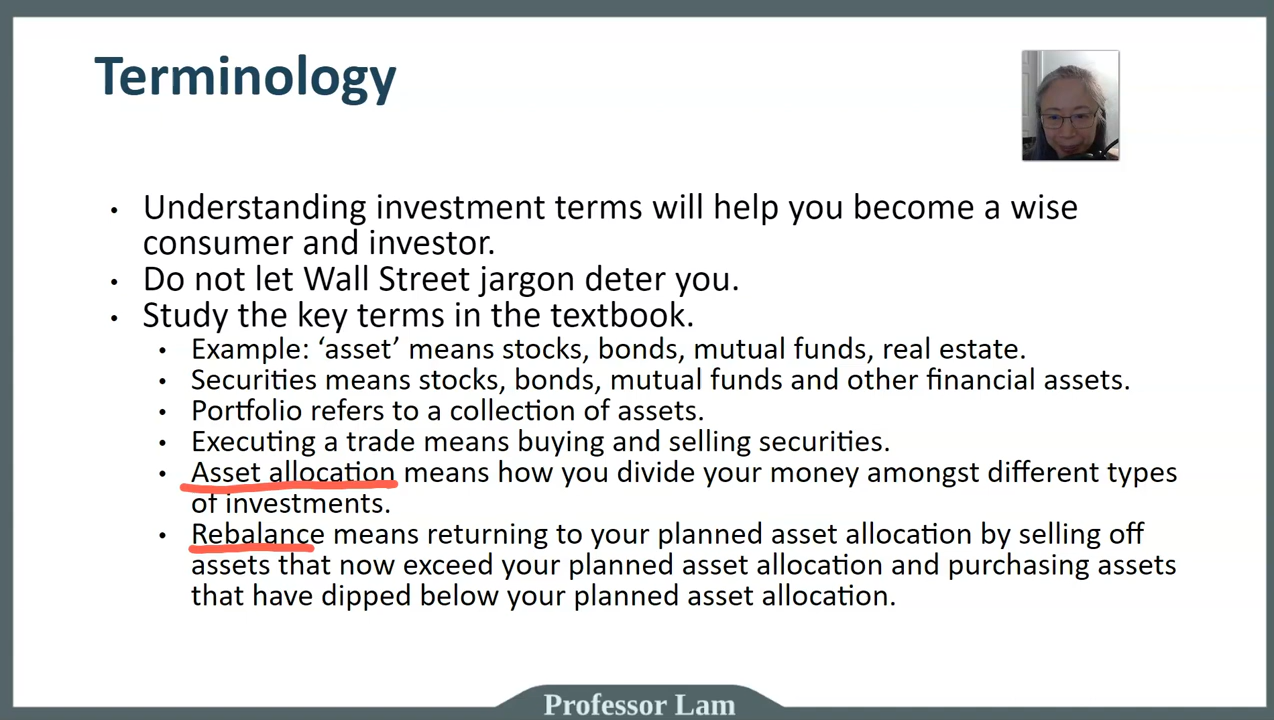 Terminology
• Understanding investment terms will help you become a wise
consumer and investor.
• Do not let Wall Street jargon deter you.
• Study the key terms in the textbook.
• Example: ‘asset’ means stocks, bonds, mutual funds, real estate.
• Securities means stocks, bonds, mutual funds and other financial assets.
• Portfolio refers to a collection of assets.
• Executing a trade means buying and selling securities.
• Asset allocation means how you divide your money amongst different types
of investments.
• Rebalance means returning to your planned asset allocation by selling off
assets that now exceed your planned asset allocation and purchasing assets
that have dipped below your planned asset allocation.
Professor Lam